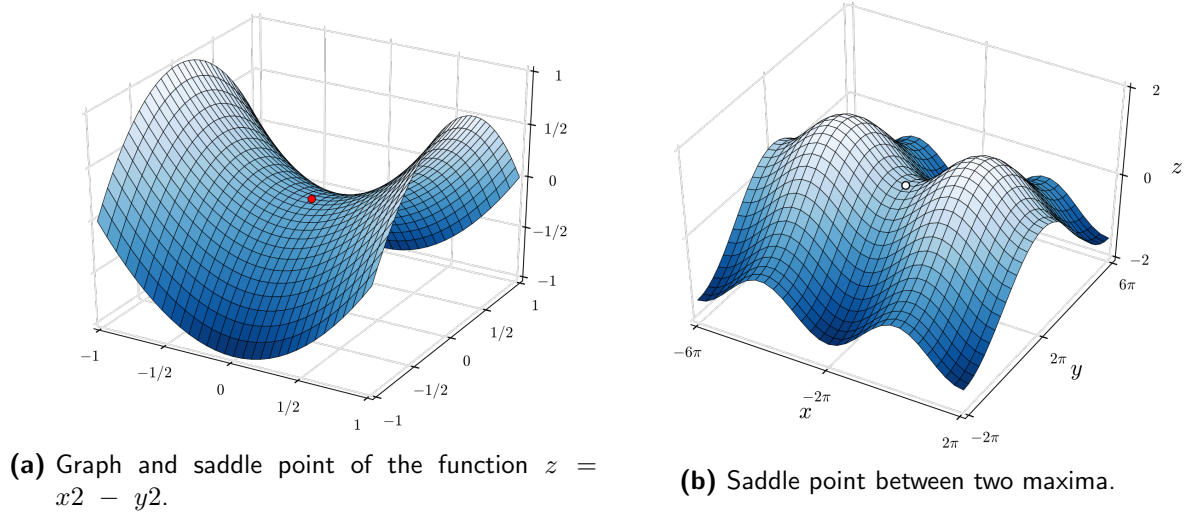 1
1/2
0
−1/2
−1
1
1/2
0
−1/2
−1
−1
−1/2
0
1/2
1
2
z
0
−2
6π
2π
y
−2π
−6π
−2π
x
2π
(a) Graph and saddle point of the function z =
x2 − y2.
(b) Saddle point between two maxima.